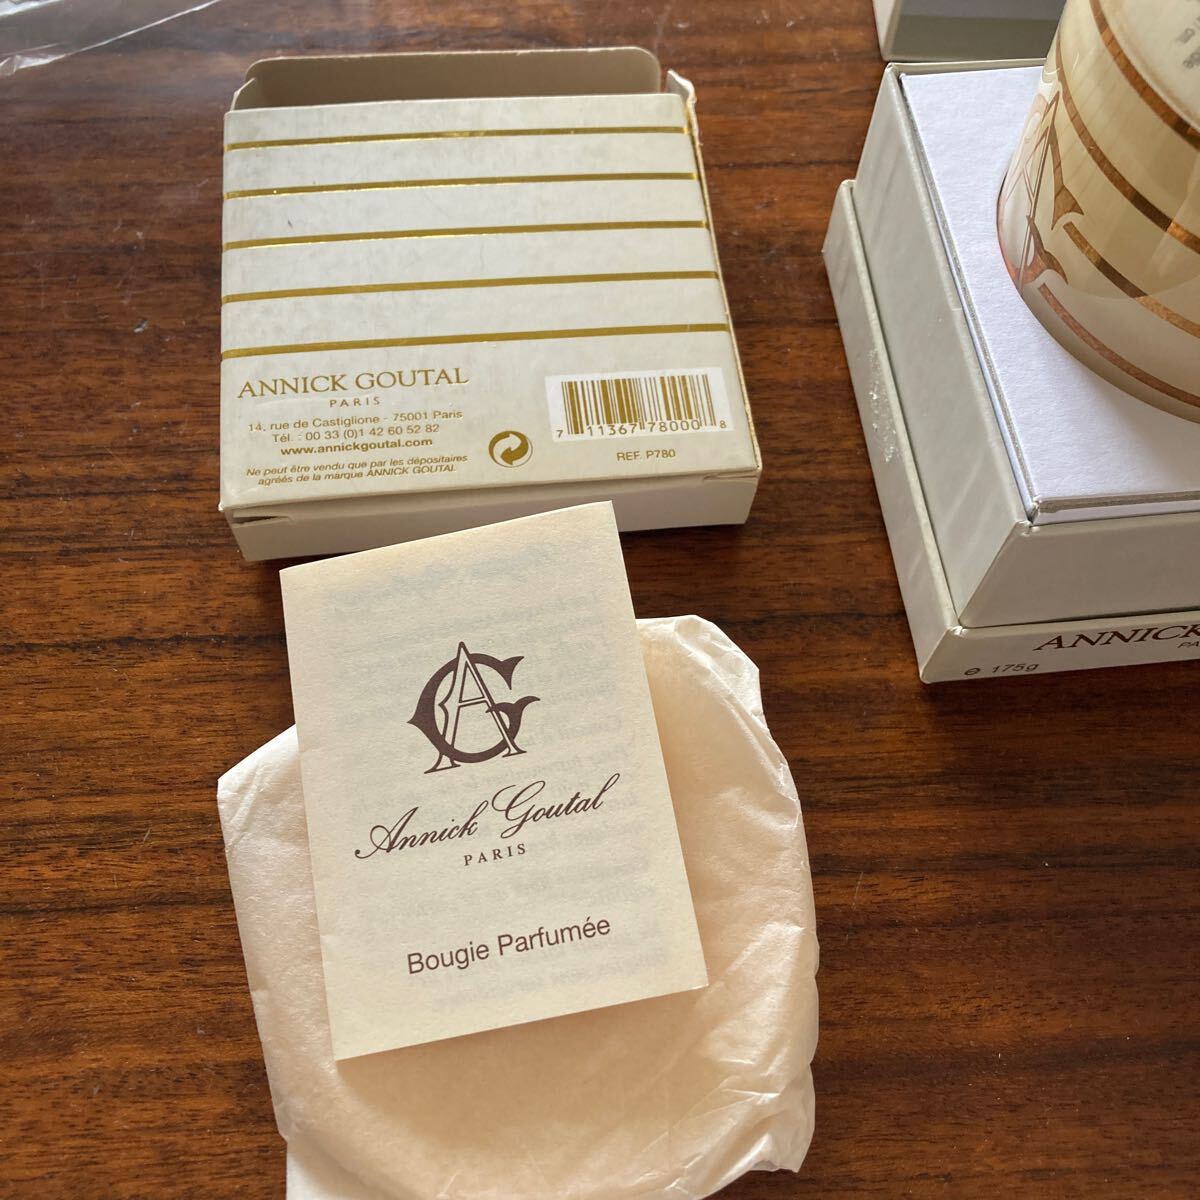 ANNICK GOUTAL
PARIS
14, rue de Castiglione - 75001 Paris
Tél. : 00 33 (0)1 42 60 52 82
www.annickgoutal.com
Ne peut être vendu que par les dépositaires
agréés de la marque ANNICK GOUTAL
7 11367 78000 8
REF. P780
AG
Annick Goutal
PARIS
Bougie Parfumée
ANNICK
℮ 175g